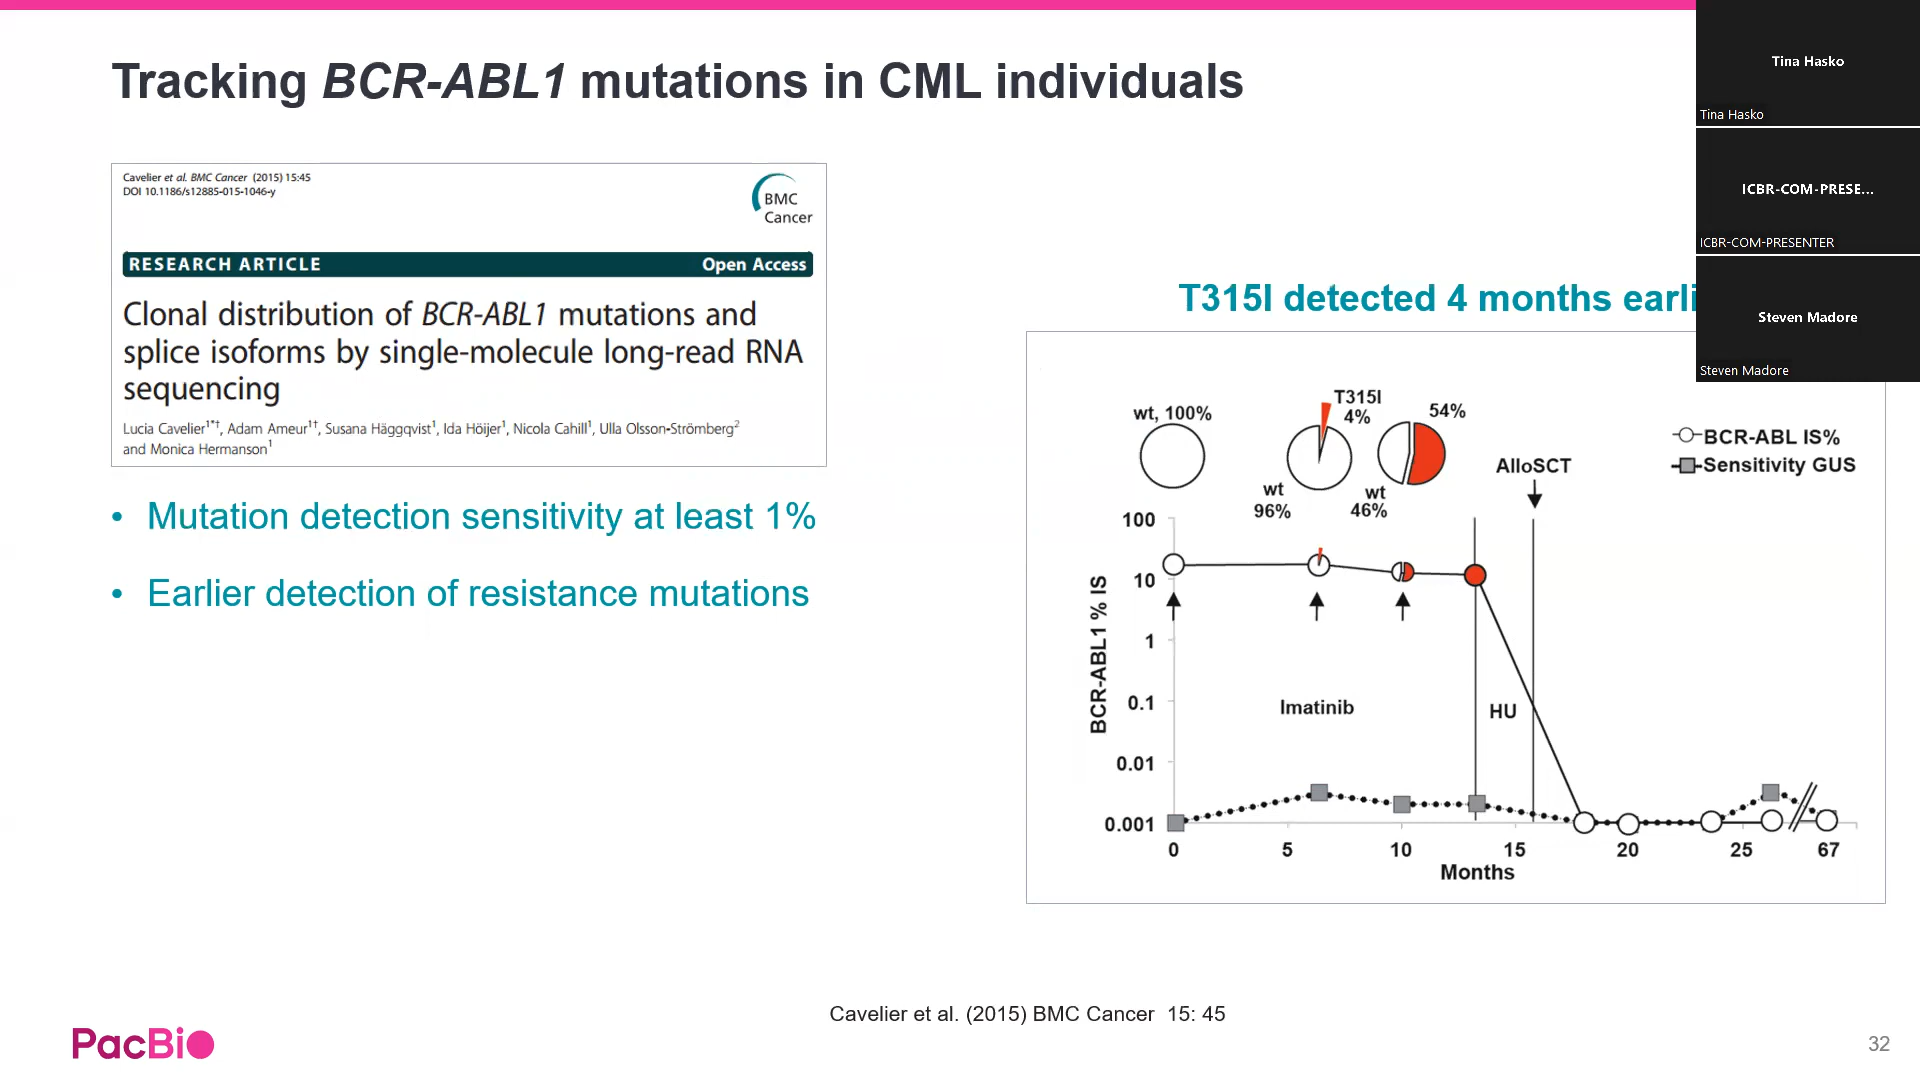 Tracking BCR-ABL1 mutations in CML individuals
Cavelier et al. BMC Cancer (2015) 15:45
DOI 10.1186/s12885-015-1046-y
BMC
Cancer
RESEARCH ARTICLE
Open Access
Clonal distribution of BCR-ABL1 mutations and
splice isoforms by single-molecule long-read RNA
sequencing
Lucia Cavelier1*†, Adam Ameur1†, Susana Häggqvist1, Ida Höijer1, Nicola Cahill1, Ulla Olsson-Strömberg2
and Monica Hermanson1
• Mutation detection sensitivity at least 1%
• Earlier detection of resistance mutations
T315I detected 4 months
wt, 100%
T315I
4%
54%
wt
96%
wt
46%
AlloSCT
BCR-ABL IS%
Sensitivity GUS
BCR-ABL1 % IS
100
10
1
0.1
0.01
0.001
Imatinib
HU
0 5 10 15 20 25 67
Months
Cavelier et al. (2015) BMC Cancer 15: 45
PacBio
32
Tina Hasko
Tina Hasko
ICBR-COM-PRESE...
ICBR-COM-PRESENTER
Steven Madore
Steven Madore